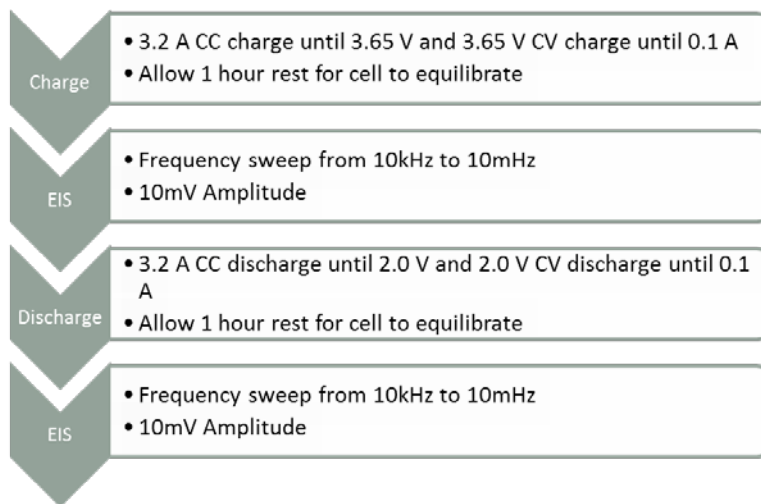 Charge
• 3.2 A CC charge until 3.65 V and 3.65 V CV charge until 0.1 A
• Allow 1 hour rest for cell to equilibrate
EIS
• Frequency sweep from 10kHz to 10mHz
• 10mV Amplitude
Discharge
• 3.2 A CC discharge until 2.0 V and 2.0 V CV discharge until 0.1
A
• Allow 1 hour rest for cell to equilibrate
EIS
• Frequency sweep from 10kHz to 10mHz
• 10mV Amplitude